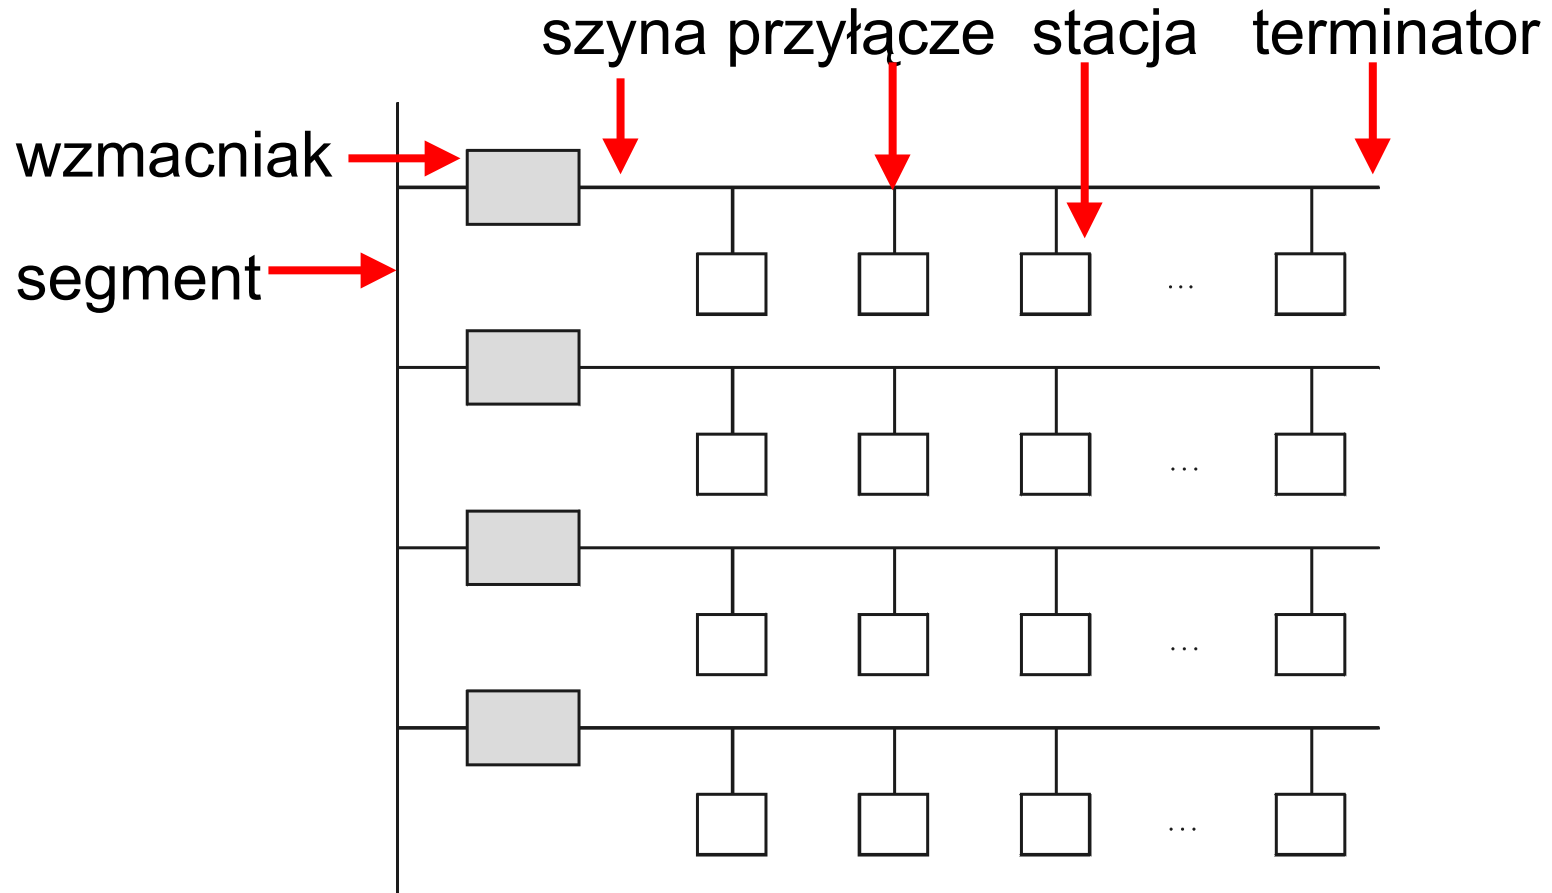 szyna przyłącze stacja terminator
wzmacniak
segment
...
...
...
...